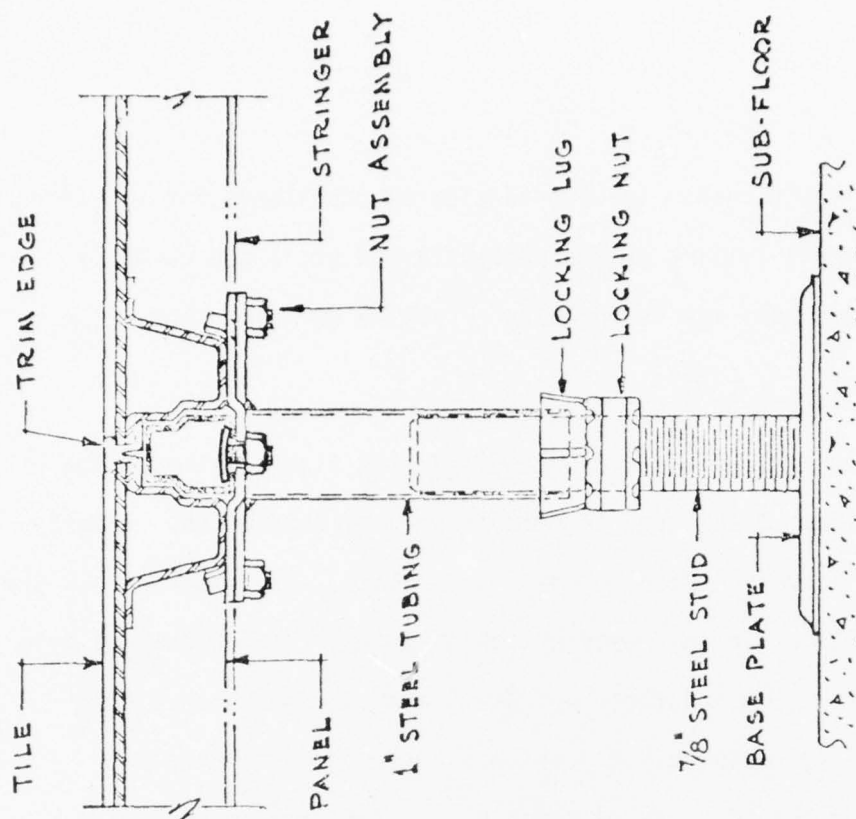 TRIM EDGE
STRINGER
NUT ASSEMBLY
LOCKING LUG
LOCKING NUT
SUB-FLOOR
TILE
PANEL
1" STEEL TUBING
7/8" STEEL STUD
BASE PLATE